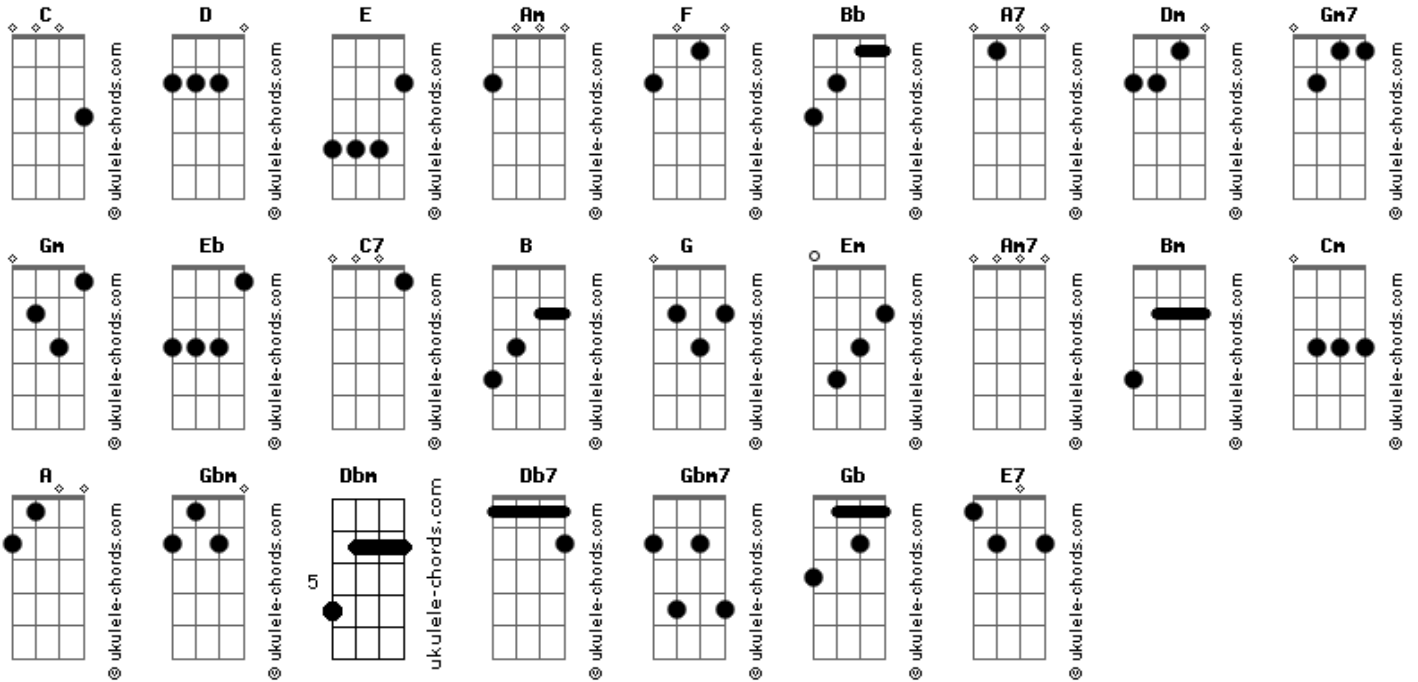 C D E Am F Bb A7 Dm Gm7
© ukulele-chords.com © ukulele-chords.com © ukulele-chords.com © ukulele-chords.com © ukulele-chords.com © ukulele-chords.com © ukulele-chords.com © ukulele-chords.com © ukulele-chords.com
Gm Eb C7 B G Em Am7 Bm Cm
© ukulele-chords.com © ukulele-chords.com © ukulele-chords.com © ukulele-chords.com © ukulele-chords.com © ukulele-chords.com © ukulele-chords.com © ukulele-chords.com © ukulele-chords.com
A Gbm Dbm Db7 Gbm7 Gb E7
5
© ukulele-chords.com © ukulele-chords.com ukulele-chords.com © ukulele-chords.com © ukulele-chords.com © ukulele-chords.com © ukulele-chords.com